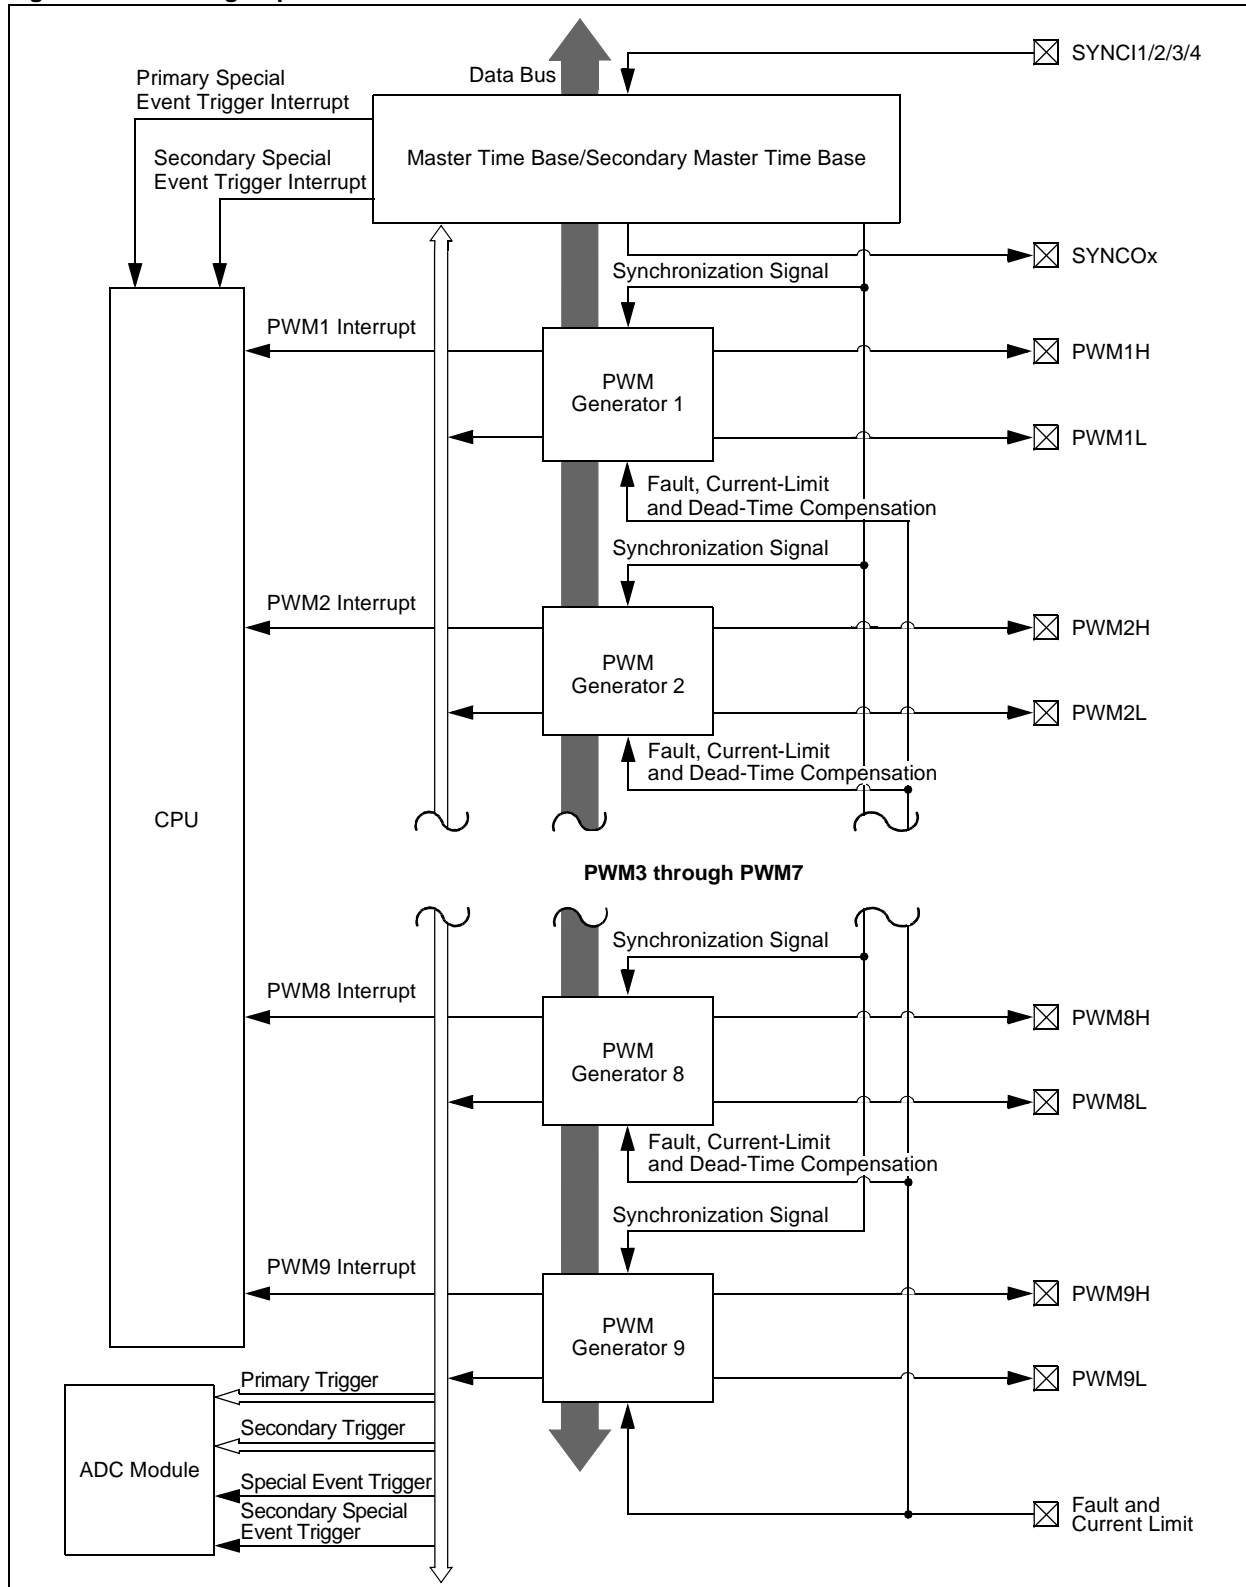 SYNCI1/2/3/4
Data Bus
Primary Special
Event Trigger Interrupt
Master Time Base/Secondary Master Time Base
Secondary Special
Event Trigger Interrupt
SYNCOx
Synchronization Signal
PWM1 Interrupt
PWM1H
PWM
Generator 1
PWM1L
Fault, Current-Limit
and Dead-Time Compensation
Synchronization Signal
PWM2 Interrupt
PWM2H
PWM
Generator 2
PWM2L
Fault, Current-Limit
and Dead-Time Compensation
CPU
PWM3 through PWM7
Synchronization Signal
PWM8 Interrupt
PWM8H
PWM
Generator 8
PWM8L
Fault, Current-Limit
and Dead-Time Compensation
Synchronization Signal
PWM9 Interrupt
PWM9H
PWM
Generator 9
PWM9L
Primary Trigger
Secondary Trigger
ADC Module
Special Event Trigger
Secondary Special
Event Trigger
Fault and
Current Limit